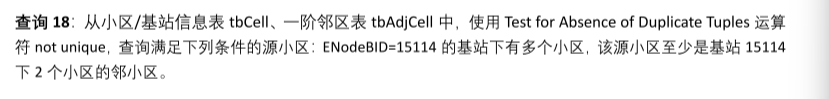 查询 18：从小区/基站信息表 tbCell、一阶邻区表 tbAdjCell 中，使用 Test for Absence of Duplicate Tuples 运算
符 not unique，查询满足下列条件的源小区：ENodeBID=15114 的基站下有多个小区，该源小区至少是基站 15114
下 2 个小区的邻小区。